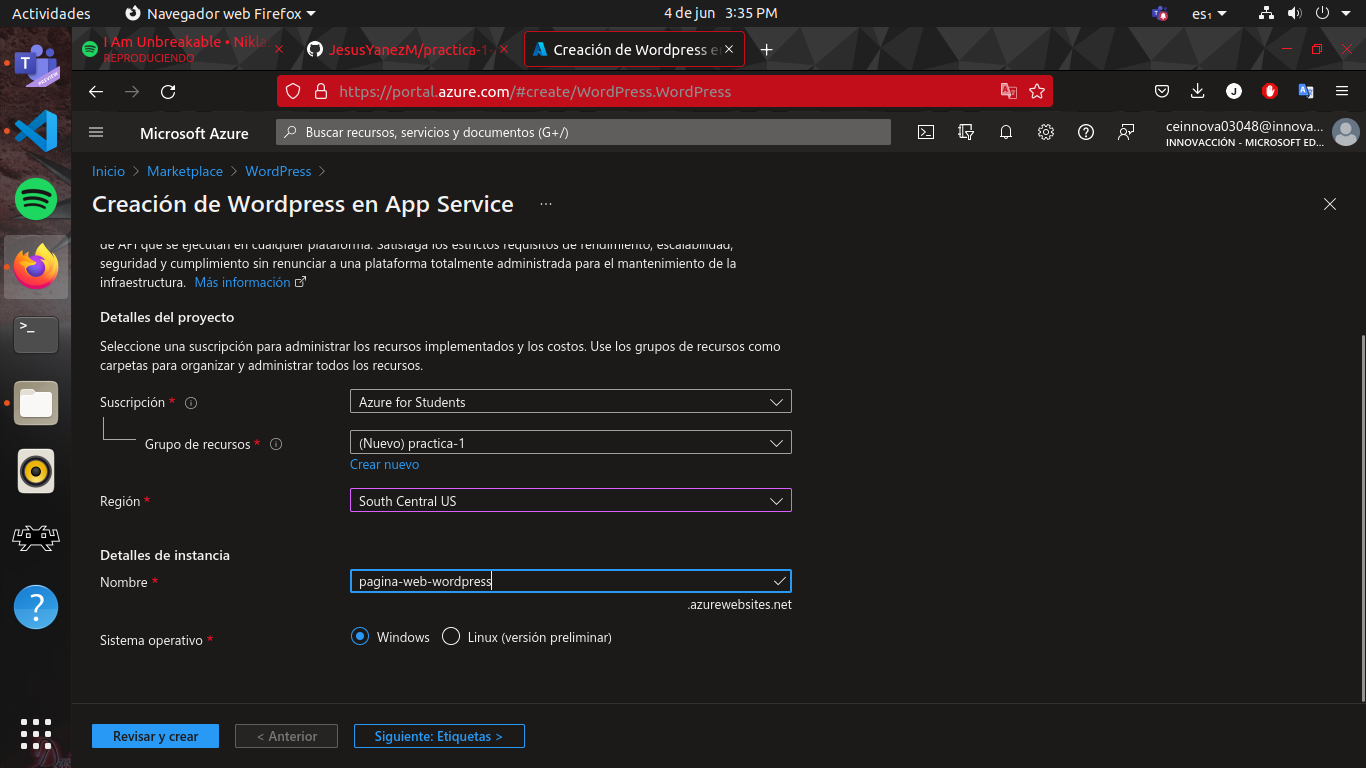 Actividades
Navegador web Firefox
4 de jun 3:35 PM
es₁
I Am Unbreakable • Nikla
REPRODUCIENDO
JesusYanezM/practica-1
Creación de Wordpress e
PREVIEW
https://portal.azure.com/#create/WordPress.WordPress
Microsoft Azure
Buscar recursos, servicios y documentos (G+/)
ceinnova03048@innova...
INNOVACCIÓN - MICROSOFT ED...
Inicio > Marketplace > WordPress >
Creación de Wordpress en App Service ...
de API que se ejecutan en cualquier plataforma. Satisfaga los estrictos requisitos de rendimiento, escalabilidad,
seguridad y cumplimiento sin renunciar a una plataforma totalmente administrada para el mantenimiento de la
infraestructura. Más información
Detalles del proyecto
Seleccione una suscripción para administrar los recursos implementados y los costos. Use los grupos de recursos como
carpetas para organizar y administrar todos los recursos.
Suscripción *
Azure for Students
Grupo de recursos *
(Nuevo) practica-1
Crear nuevo
Región *
South Central US
Detalles de instancia
Nombre *
pagina-web-wordpress
.azurewebsites.net
Sistema operativo *
Windows
Linux (versión preliminar)
Revisar y crear
< Anterior
Siguiente: Etiquetas >